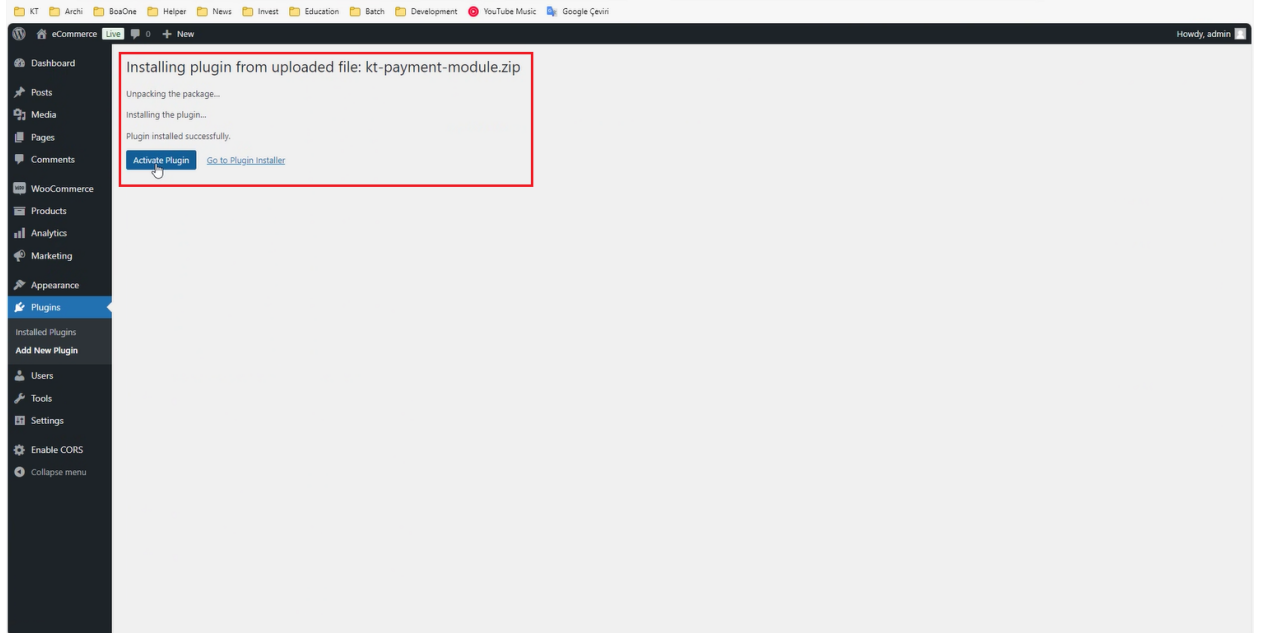 KT Archi BoaOne Helper News Invest Education Batch Development YouTube Music Google Çeviri
eCommerce Live 0 New Howdy, admin
Dashboard
Posts
Media
Pages
Comments
WooCommerce
Products
Analytics
Marketing
Appearance
Plugins
Installed Plugins
Add New Plugin
Users
Tools
Settings
Enable CORS
Collapse menu
Installing plugin from uploaded file: kt-payment-module.zip
Unpacking the package...
Installing the plugin...
Plugin installed successfully.
Activate Plugin Go to Plugin Installer